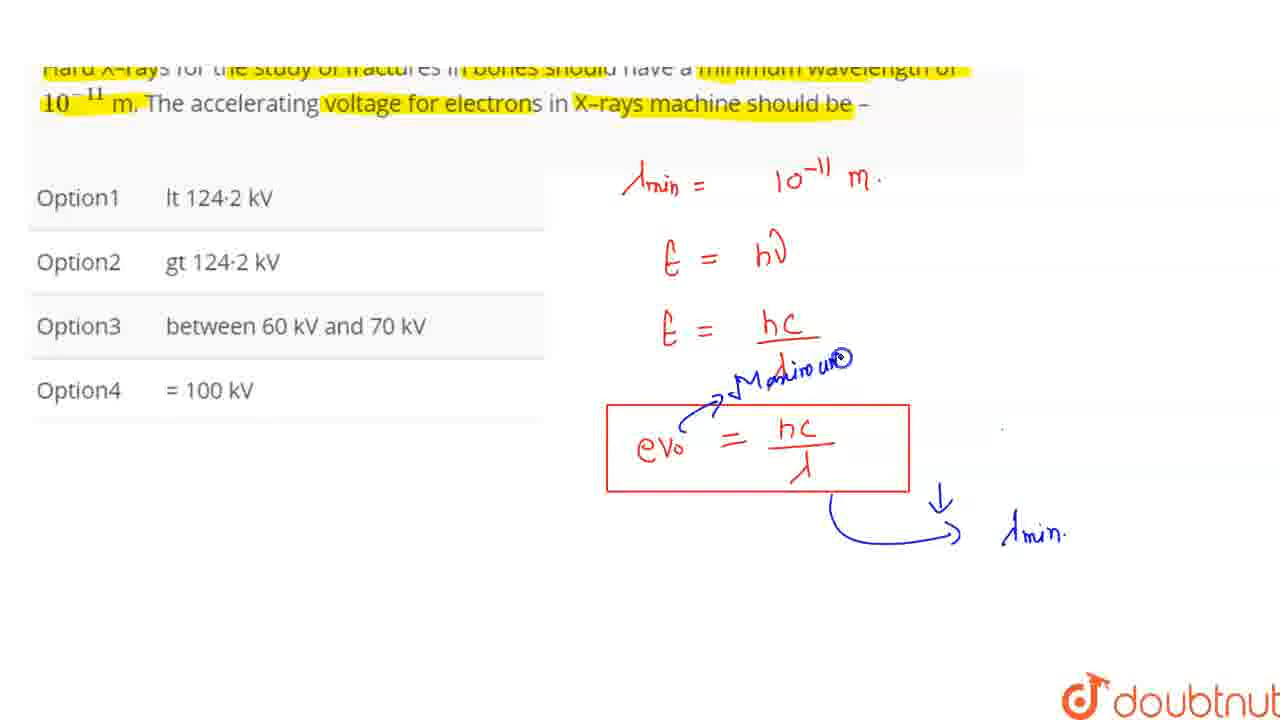 Hard X–rays for the study of fractures in bones should have a minimum wavelength of
10⁻¹¹ m. The accelerating voltage for electrons in X–rays machine should be –
Option1 lt 124·2 kV
Option2 gt 124·2 kV
Option3 between 60 kV and 70 kV
Option4 = 100 kV
λmin = 10⁻¹¹ m.
E = hν
E = hc/λ
Maximum
eV₀ = hc/λ
λmin.
doubtnut